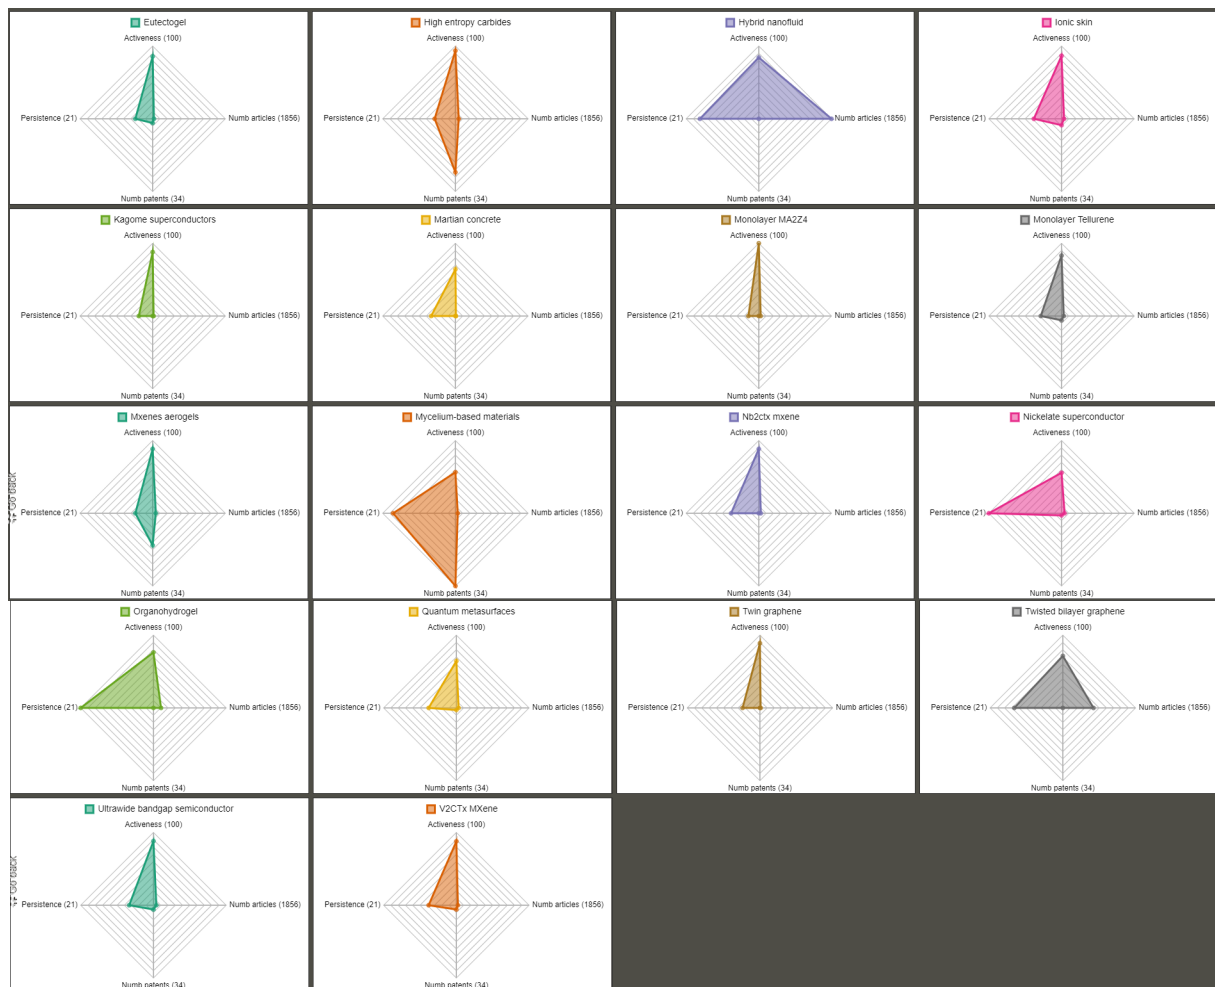 Eutectogel
Activeness (100)
Persistence (21)
Numb articles (1856)
Numb patents (34)
High entropy carbides
Activeness (100)
Persistence (21)
Numb articles (1856)
Numb patents (34)
Hybrid nanofluid
Activeness (100)
Persistence (21)
Numb articles (1856)
Numb patents (34)
Ionic skin
Activeness (100)
Persistence (21)
Numb articles (1856)
Numb patents (34)
Kagome superconductors
Activeness (100)
Persistence (21)
Numb articles (1856)
Numb patents (34)
Martian concrete
Activeness (100)
Persistence (21)
Numb articles (1856)
Numb patents (34)
Monolayer MA2Z4
Activeness (100)
Persistence (21)
Numb articles (1856)
Numb patents (34)
Monolayer Tellurene
Activeness (100)
Persistence (21)
Numb articles (1856)
Numb patents (34)
Mxenes aerogels
Activeness (100)
Persistence (21)
Numb articles (1856)
Numb patents (34)
Mycelium-based materials
Activeness (100)
Persistence (21)
Numb articles (1856)
Numb patents (34)
Nb2ctx mxene
Activeness (100)
Persistence (21)
Numb articles (1856)
Numb patents (34)
Nickelate superconductor
Activeness (100)
Persistence (21)
Numb articles (1856)
Numb patents (34)
Go back
Organohydrogel
Activeness (100)
Persistence (21)
Numb articles (1856)
Numb patents (34)
Quantum metasurfaces
Activeness (100)
Persistence (21)
Numb articles (1856)
Numb patents (34)
Twin graphene
Activeness (100)
Persistence (21)
Numb articles (1856)
Numb patents (34)
Twisted bilayer graphene
Activeness (100)
Persistence (21)
Numb articles (1856)
Numb patents (34)
Ultrawide bandgap semiconductor
Activeness (100)
Persistence (21)
Numb articles (1856)
Numb patents (34)
V2CTx MXene
Activeness (100)
Persistence (21)
Numb articles (1856)
Numb patents (34)
Go back